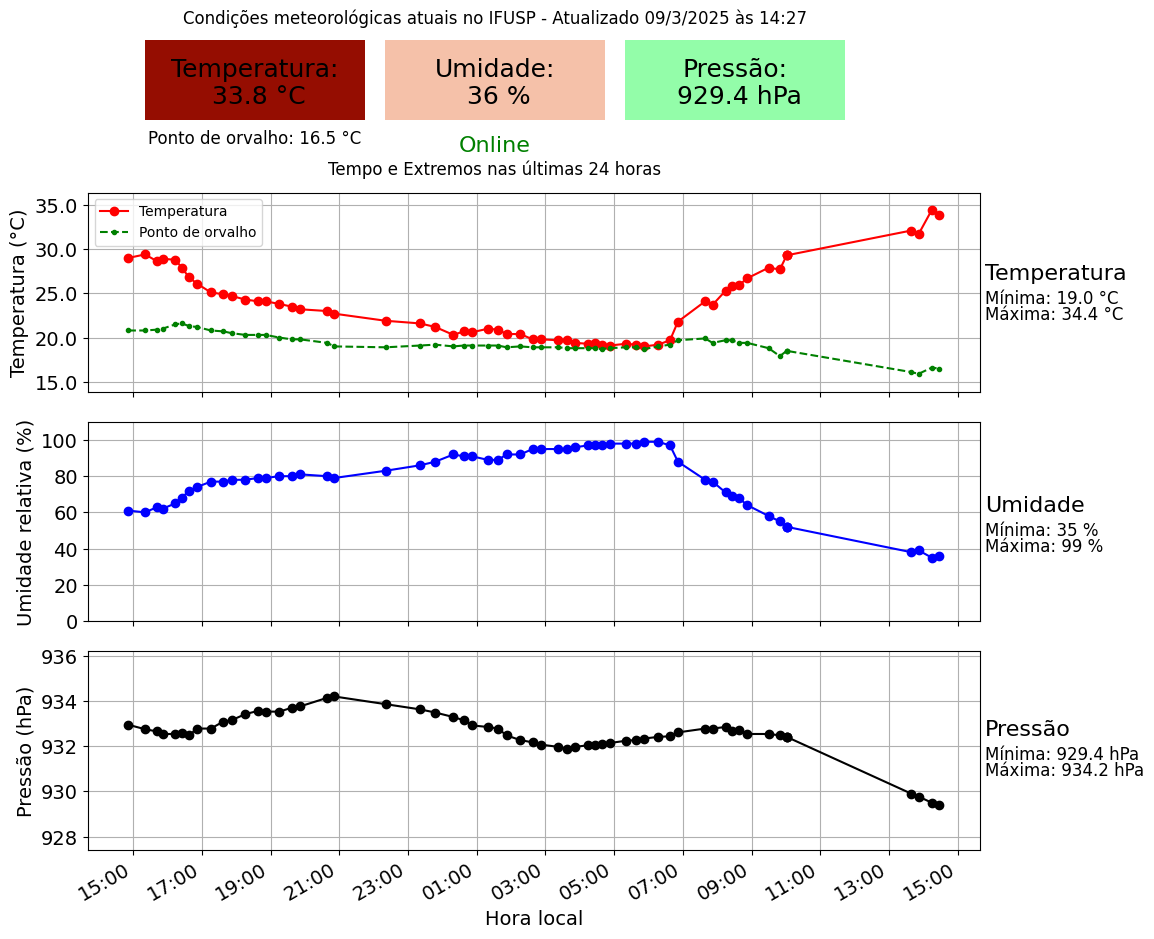 Condições meteorológicas atuais no IFUSP - Atualizado 09/3/2025 às 14:27
Temperatura:
33.8 °C
Umidade:
36 %
Pressão:
929.4 hPa
Ponto de orvalho: 16.5 °C
Online
Tempo e Extremos nas últimas 24 horas
Temperatura (°C)
35.0
30.0
25.0
20.0
15.0
Temperatura
Ponto de orvalho
Temperatura
Mínima: 19.0 °C
Máxima: 34.4 °C
Umidade relativa (%)
100
80
60
40
20
0
Umidade
Mínima: 35 %
Máxima: 99 %
Pressão (hPa)
936
934
932
930
928
Pressão
Mínima: 929.4 hPa
Máxima: 934.2 hPa
15:00 17:00 19:00 21:00 23:00 01:00 03:00 05:00 07:00 09:00 11:00 13:00 15:00
Hora local